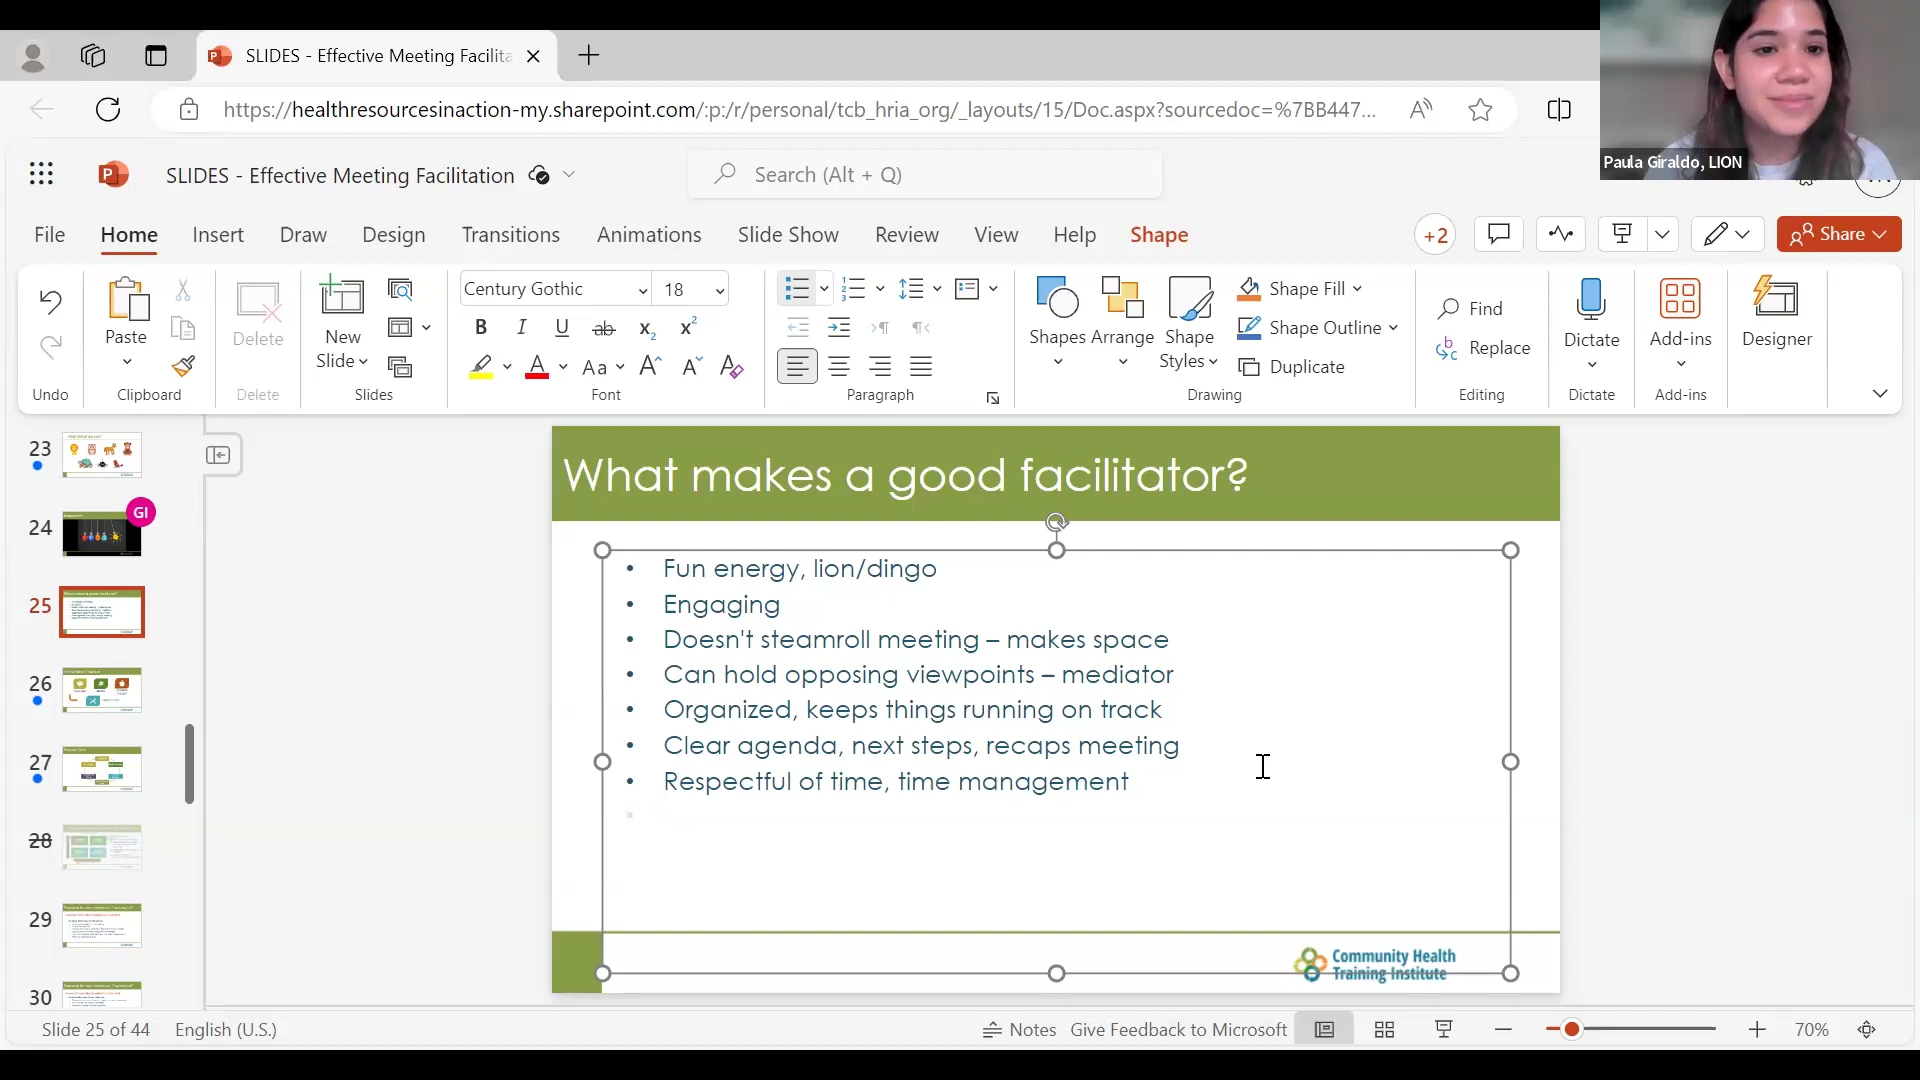 SLIDES - Effective Meeting Facilita
https://healthresourcesinaction-my.sharepoint.com/:p:/r/personal/tcb_hria_org/_layouts/15/Doc.aspx?sourcedoc=%7BB447...
Paula Giraldo, LION
SLIDES - Effective Meeting Facilitation
Search (Alt + Q)
File Home Insert Draw Design Transitions Animations Slide Show Review View Help Shape
+2
Share
Century Gothic 18
Paste
Delete
New
Slide
Shapes Arrange Shape
Styles
Shape Fill
Shape Outline
Duplicate
Find
Replace
Dictate
Add-ins
Designer
Undo Clipboard Delete Slides Font Paragraph Drawing Editing Dictate Add-ins
23
24
GI
25
26
27
28
29
30
What makes a good facilitator?
• Fun energy, lion/dingo
• Engaging
• Doesn't steamroll meeting – makes space
• Can hold opposing viewpoints – mediator
• Organized, keeps things running on track
• Clear agenda, next steps, recaps meeting
• Respectful of time, time management
Community Health
Training Institute
Slide 25 of 44 English (U.S.) Notes Give Feedback to Microsoft 70%